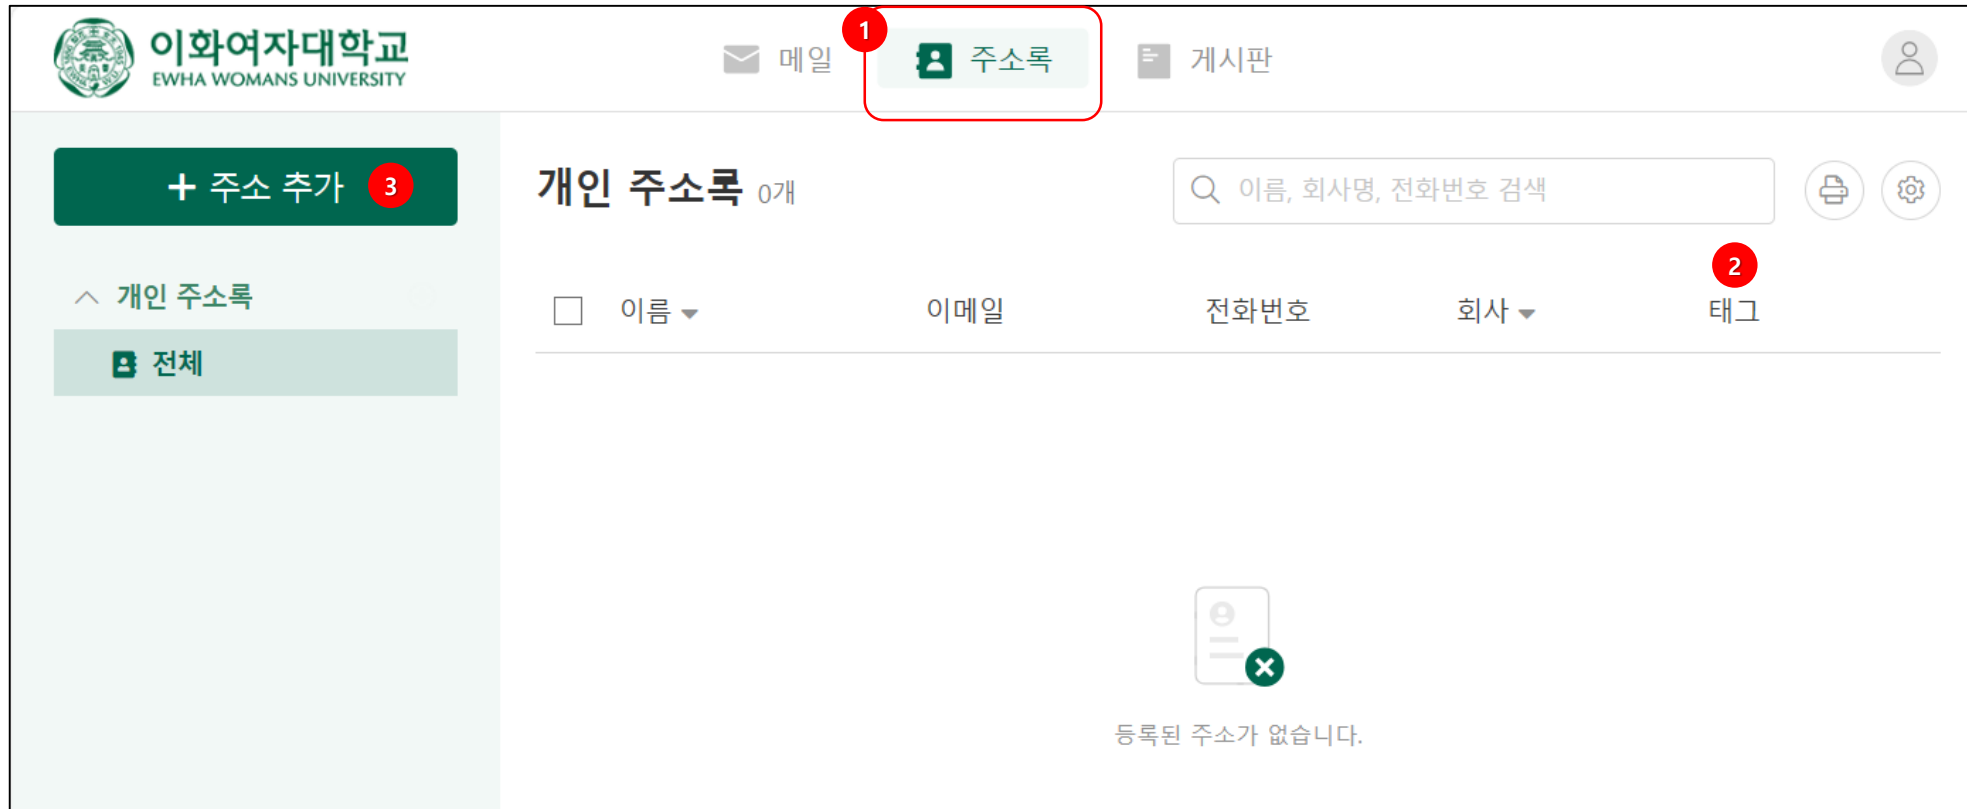 이화여자대학교
EWHA WOMANS UNIVERSITY
메일
1
주소록
게시판
+ 주소 추가 3
개인 주소록
전체
개인 주소록 0개
이름, 회사명, 전화번호 검색
2
이름 이메일 전화번호 회사 태그
등록된 주소가 없습니다.